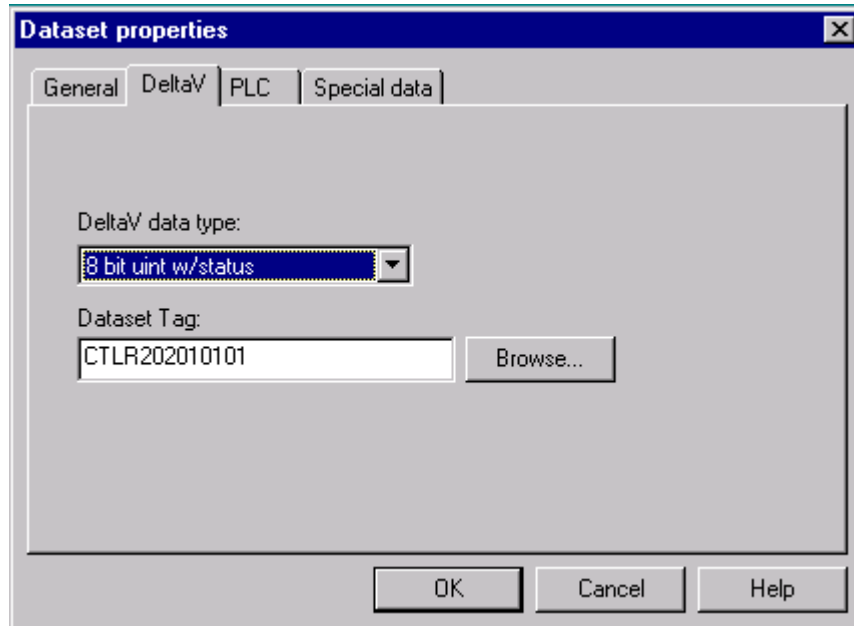 Dataset properties
General DeltaV PLC Special data
DeltaV data type:
8 bit uint w/status
Dataset Tag:
CTLR202010101 Browse...
OK Cancel Help